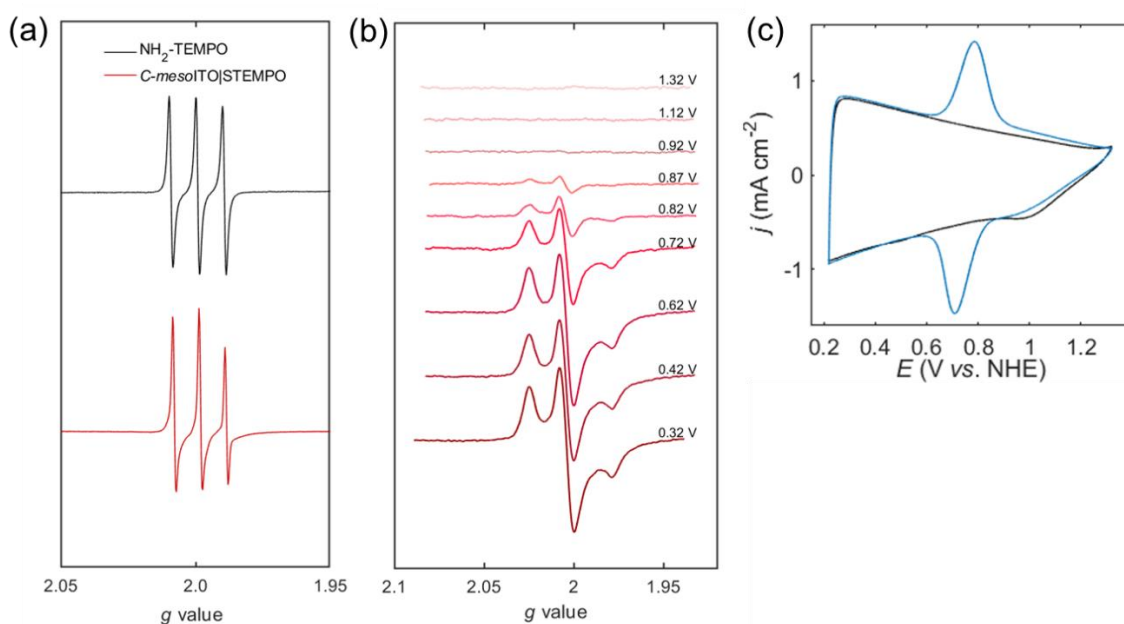 (a)
NH2-TEMPO
C-mesoITO|STEMPO
2.05
2.0
1.95
g value
(b)
1.32 V
1.12 V
0.92 V
0.87 V
0.82 V
0.72 V
0.62 V
0.42 V
0.32 V
2.1
2.05
2
1.95
g value
(c)
j (mA cm-2)
1
0
-1
0.2
0.4
0.6
0.8
1.0
1.2
E (V vs. NHE)